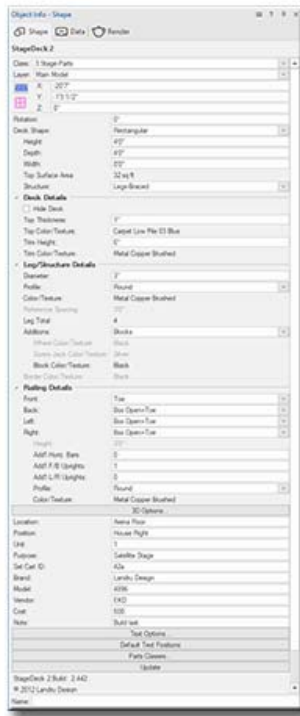 Object Info - Shape
Shape Data Render
StageDeck 2
Class: 1 Stage-Parts
Layer: Main Model
X: 20'7"
Y: -1'5 1/2"
Z: 0"
Rotation: 0°
Deck Shape: Rectangular
Height: 4'0"
Depth: 4'0"
Width: 8'0"
Top Surface Area: 32 sq ft
Structure: Legs-Braced
Deck Details
Hide Deck
Top Thickness: 1"
Top Color/Texture: Carpet Low Pile 03 Blue
Trim Height: 6"
Trim Color/Texture: Metal Copper Brushed
Leg/Structure Details
Diameter: 3"
Profile: Round
Color/Texture: Metal Copper Brushed
Reference Spacing:
Leg Total: 4
Additions: Blocks
Wheel Color/Texture: Black
Screw Jack Color/Texture: Silver
Block Color/Texture: Black
Border Color/Texture: Black
Railing Details
Front: Toe
Back: Box Open+Toe
Left: Box Open+Toe
Right: Box Open+Toe
Height:
Add'l Horiz. Bars: 0
Add'l F/B Uprights: 1
Add'l L/R Uprights: 0
Profile: Round
Color/Texture: Metal Copper Brushed
3D Options...
Location: Arena Floor
Position: House Right
Unit: 1
Purpose: Satellite Stage
Set Cart ID: 42a
Brand: Landru Design
Model: 4896
Vendor: EKO
Cost: 500
Note: Build last
Text Options...
Default Text Positions
Parts Classes...
Update
StageDeck 2 Build: 2.442
© 2012 Landru Design
Name: